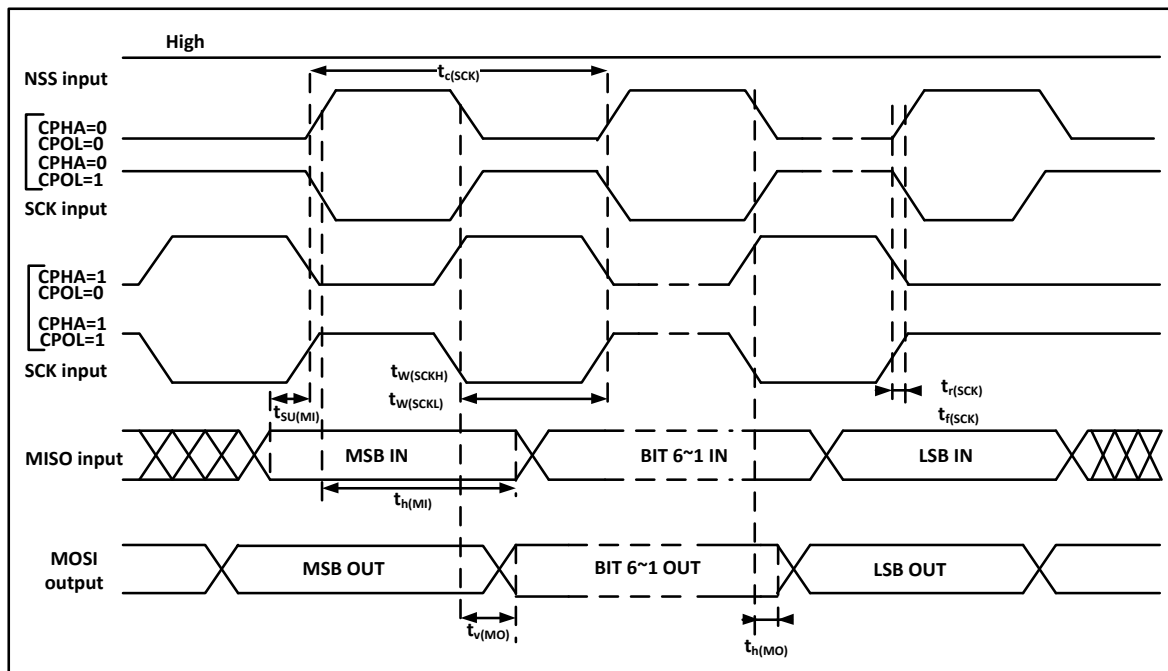 High
NSS input
tc(SCK)
CPHA=0
CPOL=0
CPHA=0
CPOL=1
SCK input
CPHA=1
CPOL=0
CPHA=1
CPOL=1
SCK input
tW(SCKH)
tW(SCKL)
tr(SCK)
tf(SCK)
tSU(MI)
MISO input
MSB IN
BIT 6~1 IN
LSB IN
th(MI)
MOSI
output
MSB OUT
BIT 6~1 OUT
LSB OUT
tv(MO)
th(MO)